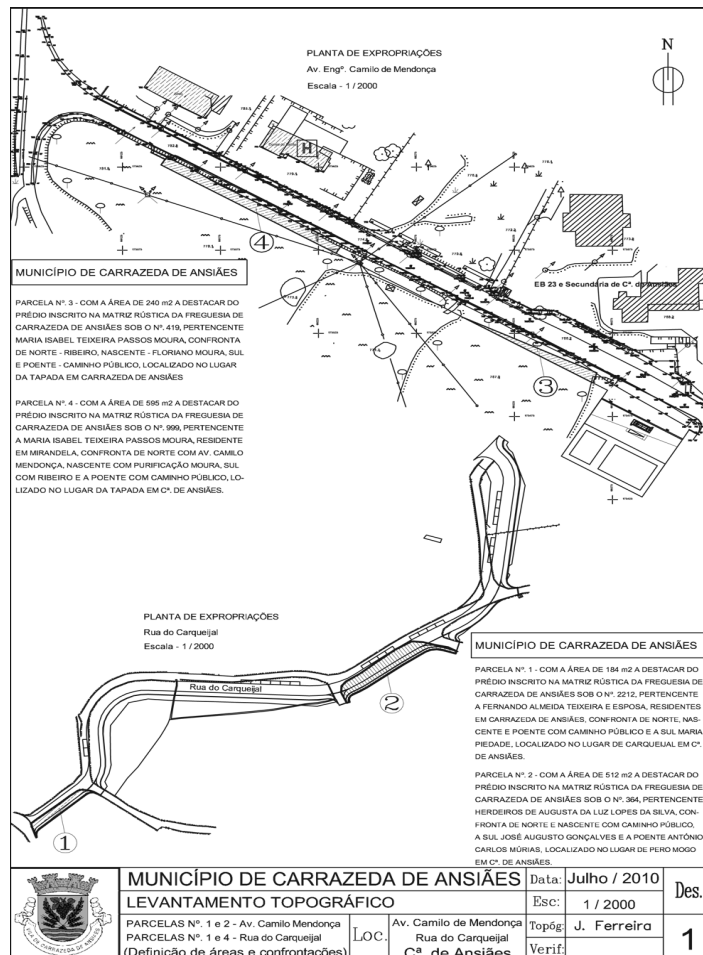 PLANTA DE EXPROPRIAÇÕES
Av. Engº. Camilo de Mendonça
Escala - 1 / 2000
N
H
4
EB 23 e Secundária de Cª. de Ansiães
3
MUNICÍPIO DE CARRAZEDA DE ANSIÃES
PARCELA Nº. 3 - COM A ÁREA DE 240 m2 A DESTACAR DO
PRÉDIO INSCRITO NA MATRIZ RÚSTICA DA FREGUESIA DE
CARRAZEDA DE ANSIÃES SOB O Nº. 419, PERTENCENTE
MARIA ISABEL TEIXEIRA PASSOS MOURA, CONFRONTA
DE NORTE - RIBEIRO, NASCENTE - FLORIANO MOURA, SUL
E POENTE - CAMINHO PÚBLICO, LOCALIZADO NO LUGAR
DA TAPADA EM CARRAZEDA DE ANSIÃES
PARCELA Nº. 4 - COM A ÁREA DE 595 m2 A DESTACAR DO
PRÉDIO INSCRITO NA MATRIZ RÚSTICA DA FREGUESIA DE
CARRAZEDA DE ANSIÃES SOB O Nº. 999, PERTENCENTE
A MARIA ISABEL TEIXEIRA PASSOS MOURA, RESIDENTE
EM MIRANDELA, CONFRONTA DE NORTE COM AV. CAMILO
MENDONÇA, NASCENTE COM PURIFICAÇÃO MOURA, SUL
COM RIBEIRO E A POENTE COM CAMINHO PÚBLICO, LO-
LIZADO NO LUGAR DA TAPADA EM Cª. DE ANSIÃES.
PLANTA DE EXPROPRIAÇÕES
Rua do Carqueijal
Escala - 1 / 2000
Rua do Carqueijal
2
1
MUNICÍPIO DE CARRAZEDA DE ANSIÃES
PARCELA Nº. 1 - COM A ÁREA DE 184 m2 A DESTACAR DO
PRÉDIO INSCRITO NA MATRIZ RÚSTICA DA FREGUESIA DE
CARRAZEDA DE ANSIÃES SOB O Nº. 2212, PERTENCENTE
A FERNANDO ALMEIDA TEIXEIRA E ESPOSA, RESIDENTES
EM CARRAZEDA DE ANSIÃES, CONFRONTA DE NORTE, NAS-
CENTE E POENTE COM CAMINHO PÚBLICO E A SUL MARIA
PIEDADE, LOCALIZADO NO LUGAR DE CARQUEIJAL EM Cª.
DE ANSIÃES.
PARCELA Nº. 2 - COM A ÁREA DE 512 m2 A DESTACAR DO
PRÉDIO INSCRITO NA MATRIZ RÚSTICA DA FREGUESIA DE
CARRAZEDA DE ANSIÃES SOB O Nº. 364, PERTENCENTE
HERDEIROS DE AUGUSTA DA LUZ LOPES DA SILVA, CON-
FRONTA DE NORTE E NASCENTE COM CAMINHO PÚBLICO,
A SUL JOSÉ AUGUSTO GONÇALVES E A POENTE ANTÓNIO
CARLOS MÚRIAS, LOCALIZADO NO LUGAR DE PERO MOGO
EM Cª. DE ANSIÃES.
VILA DE CARRAZEDA DE ANSIÃES
MUNICÍPIO DE CARRAZEDA DE ANSIÃES
LEVANTAMENTO TOPOGRÁFICO
PARCELAS Nº. 1 e 2 - Av. Camilo de Mendonça
PARCELAS Nº. 1 e 4 - Rua do Carqueijal
(Definição de áreas e confrontações)
Loc.
Av. Camilo de Mendonça
Rua do Carqueijal
Cª. de Ansiães
Data: Julho / 2010
Esc: 1 / 2000
Topóg: J. Ferreira
Verif:
Des.
1